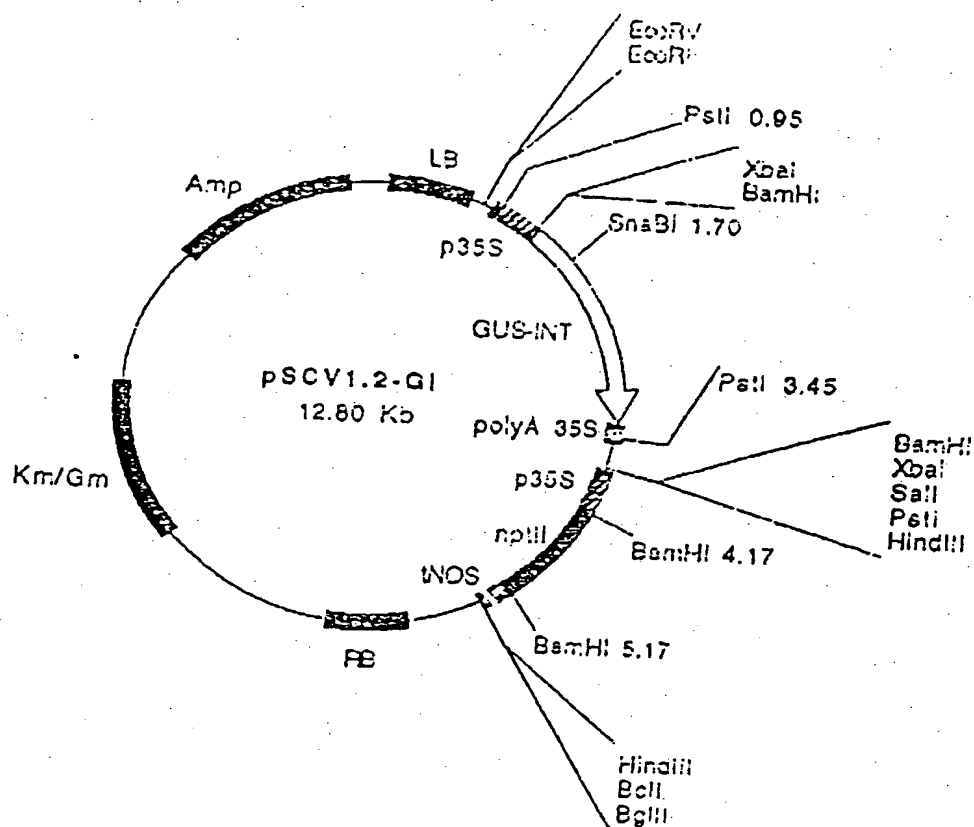 EcoRV
EcoRI
PstI 0.95
LB
XbaI
BamHI
Amp
SnaBI 1.70
p35S
GUS-INT
pSCV1.2-GI
12.80 Kb
PstI 3.45
polyA 35S
BamHI
XbaI
SalI
PstI
HindIII
p35S
Km/Gm
nptII
BamHI 4.17
tNOS
BamHI 5.17
RB
HindIII
BclI
BglII